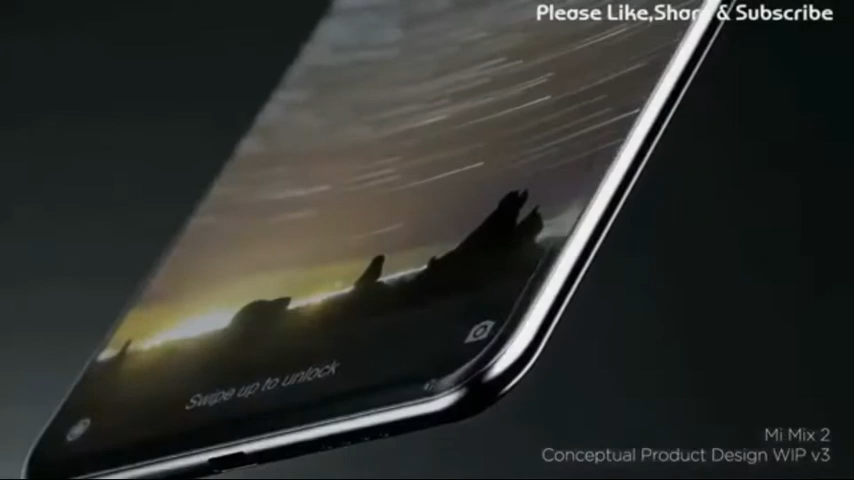 Please Like,Share & Subscribe
Swipe up to unlock
Mi Mix 2
Conceptual Product Design WIP v3